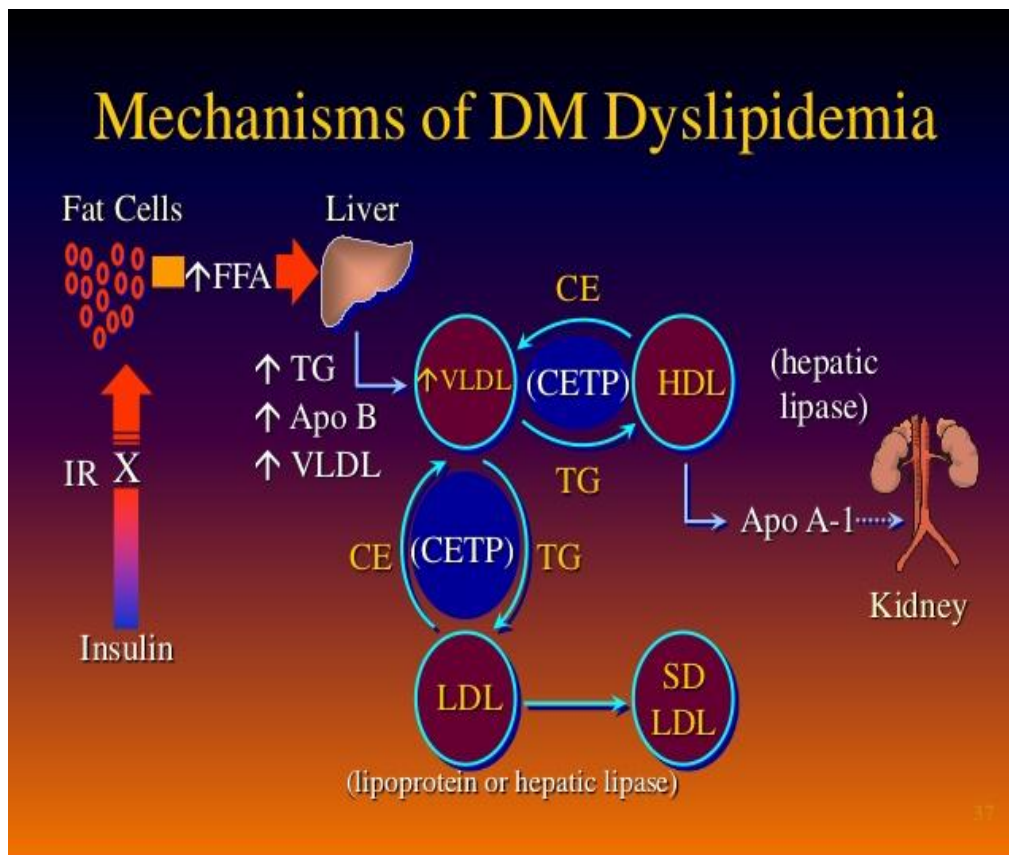 Mechanisms of DM Dyslipidemia
Fat Cells
Liver
↑FFA
CE
↑ TG
↑ Apo B
↑ VLDL
↑VLDL
(CETP)
HDL
(hepatic
lipase)
IR X
TG
Apo A-1
CE
(CETP)
TG
Kidney
Insulin
LDL
SD
LDL
(lipoprotein or hepatic lipase)
37